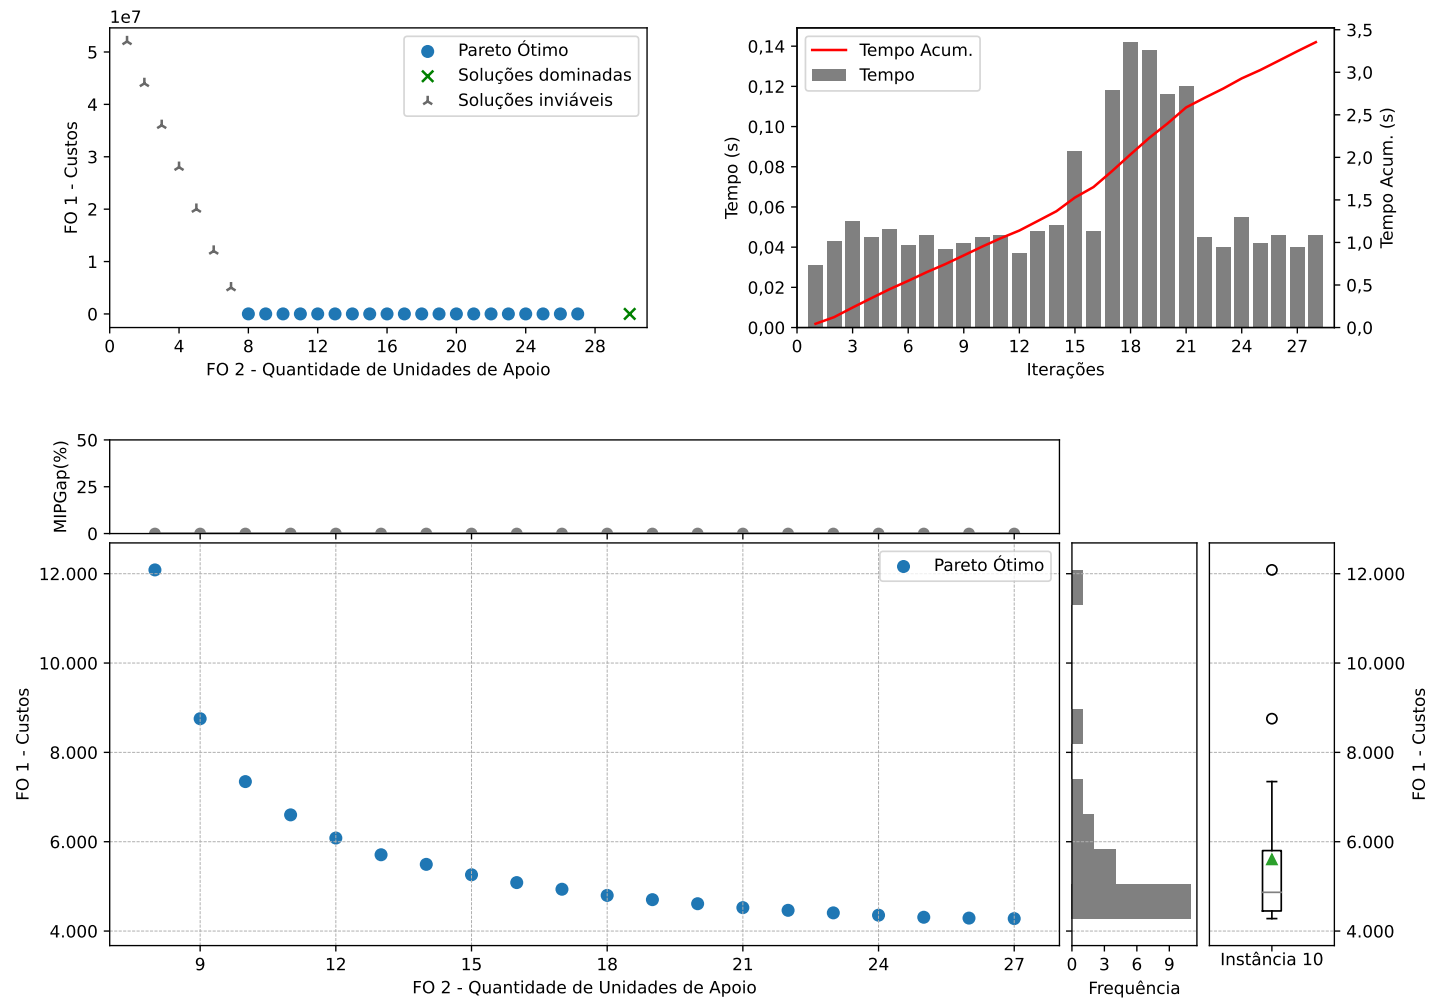 1e7
5
4
3
2
1
0
FO 1 - Custos
Pareto Ótimo
Soluções dominadas
Soluções inviáveis
0 4 8 12 16 20 24 28
FO 2 - Quantidade de Unidades de Apoio
0,14
0,12
0,10
0,08
0,06
0,04
0,02
0,00
Tempo (s)
Tempo Acum.
Tempo
3,5
3,0
2,5
2,0
1,5
1,0
0,5
0,0
Tempo Acum. (s)
0 3 6 9 12 15 18 21 24 27
Iterações
50
25
0
MIPGap(%)
12.000
10.000
8.000
6.000
4.000
FO 1 - Custos
Pareto Ótimo
9 12 15 18 21 24 27
FO 2 - Quantidade de Unidades de Apoio
0 3 6 9
Frequência
Instância 10
12.000
10.000
8.000
6.000
4.000
FO 1 - Custos